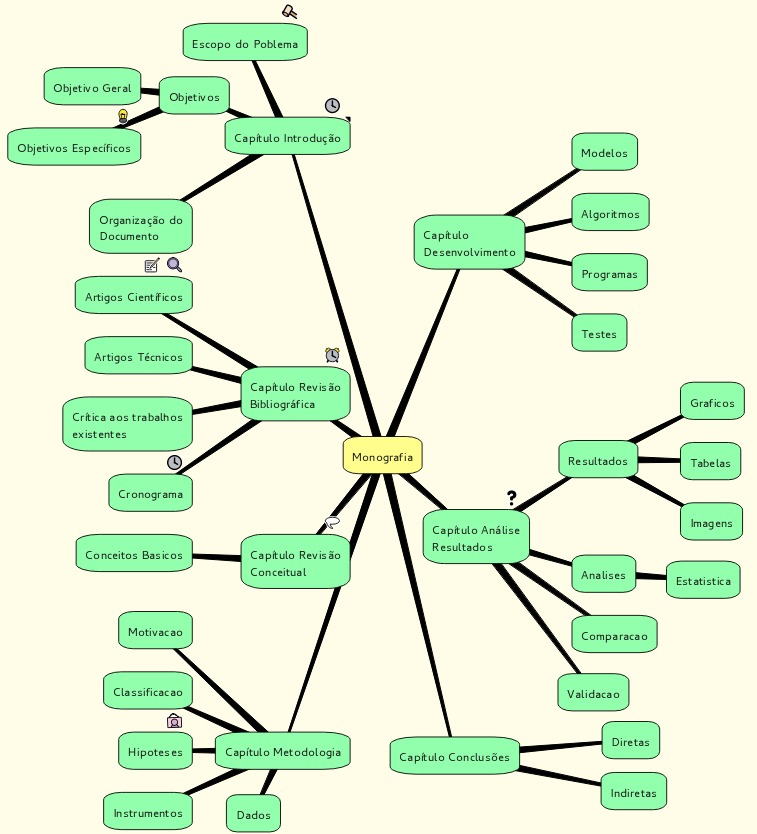 Escopo do Poblema
Objetivo Geral
Objetivos
Objetivos Específicos
Capítulo Introdução
Organização do
Documento
Artigos Científicos
Artigos Técnicos
Capítulo Revisão
Bibliográfica
Crítica aos trabalhos
existentes
Cronograma
Monografia
Conceitos Basicos
Capítulo Revisão
Conceitual
Motivacao
Classificacao
Hipoteses
Capítulo Metodologia
Instrumentos
Dados
Modelos
Capítulo
Desenvolvimento
Algoritmos
Programas
Testes
Graficos
Resultados
Tabelas
Imagens
?
Capítulo Análise
Resultados
Analises
Estatistica
Comparacao
Validacao
Capítulo Conclusões
Diretas
Indiretas